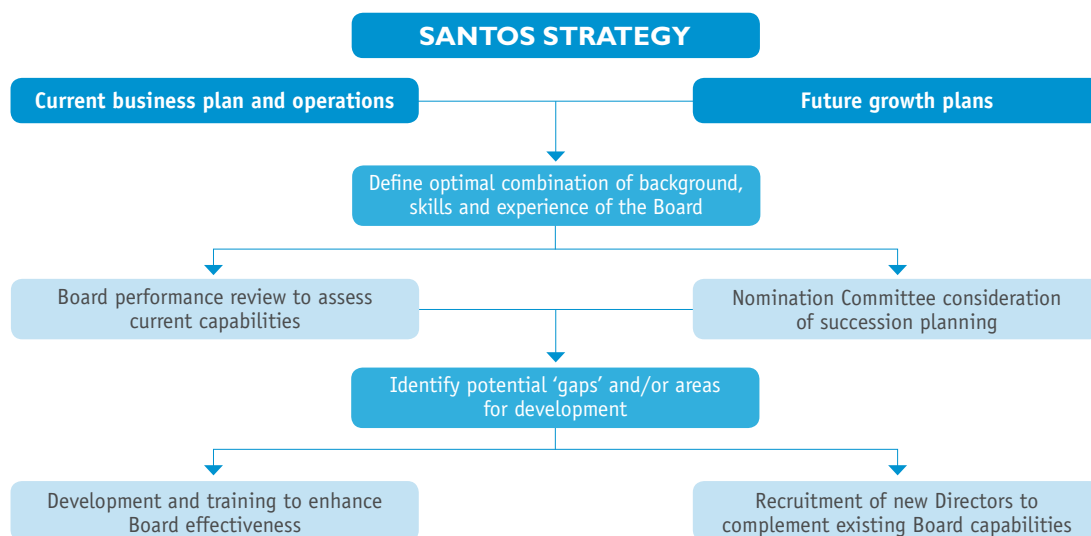 SANTOS STRATEGY
Current business plan and operations
Future growth plans
Define optimal combination of background,
skills and experience of the Board
Board performance review to assess
current capabilities
Nomination Committee consideration
of succession planning
Identify potential ‘gaps’ and/or areas
for development
Development and training to enhance
Board effectiveness
Recruitment of new Directors to
complement existing Board capabilities